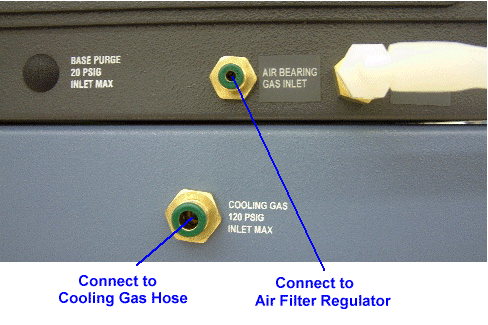 BASE PURGE
20 PSIG
INLET MAX
AIR BEARING
GAS INLET
COOLING GAS
120 PSIG
INLET MAX
Connect to
Cooling Gas Hose
Connect to
Air Filter Regulator